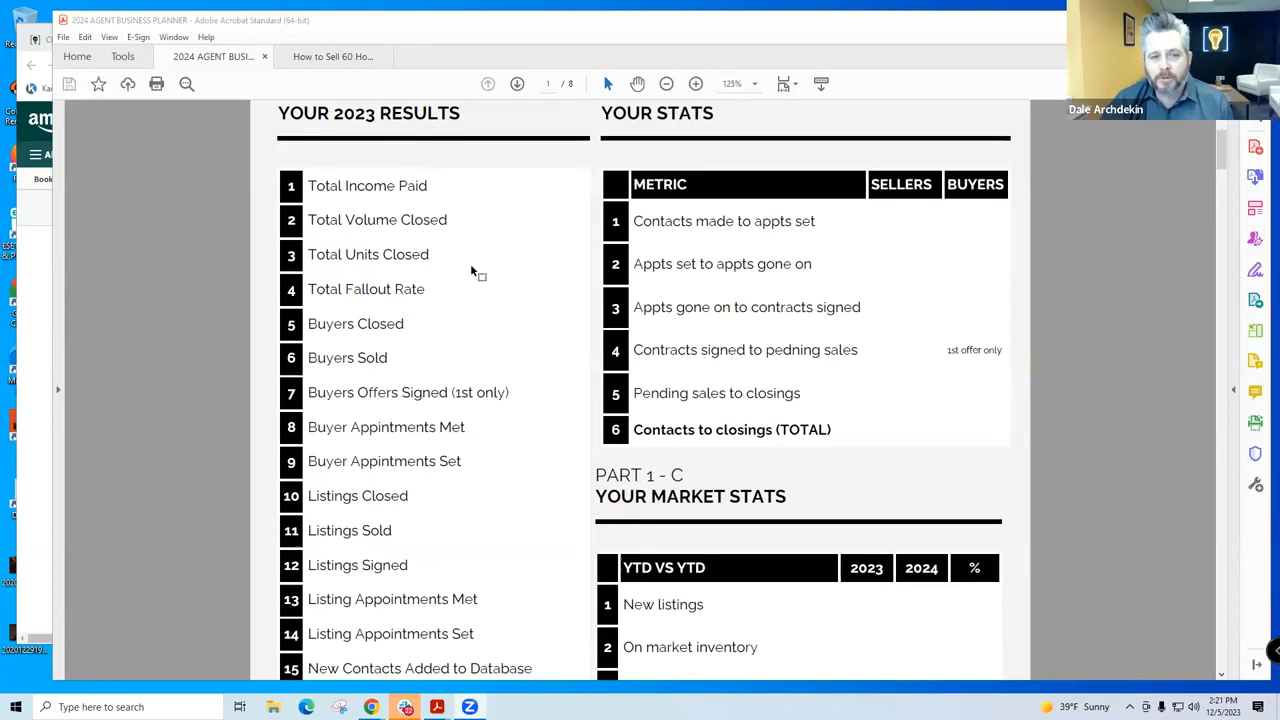 2024 AGENT BUSINESS PLANNER - Adobe Acrobat Standard (64-bit)
File Edit View E-Sign Window Help
Home Tools 2024 AGENT BUSI... × How to Sell 60 Ho...
1 / 8 125%
Dale Archdekin
YOUR 2023 RESULTS
1 Total Income Paid
2 Total Volume Closed
3 Total Units Closed
4 Total Fallout Rate
5 Buyers Closed
6 Buyers Sold
7 Buyers Offers Signed (1st only)
8 Buyer Appintments Met
9 Buyer Appintments Set
10 Listings Closed
11 Listings Sold
12 Listings Signed
13 Listing Appointments Met
14 Listing Appointments Set
15 New Contacts Added to Database
YOUR STATS
METRIC SELLERS BUYERS
1 Contacts made to appts set
2 Appts set to appts gone on
3 Appts gone on to contracts signed
4 Contracts signed to pedning sales 1st offer only
5 Pending sales to closings
6 Contacts to closings (TOTAL)
PART 1 - C
YOUR MARKET STATS
YTD VS YTD 2023 2024 %
1 New listings
2 On market inventory
am
Book
2020122919
Type here to search
22
39°F Sunny
2:21 PM
12/5/2023